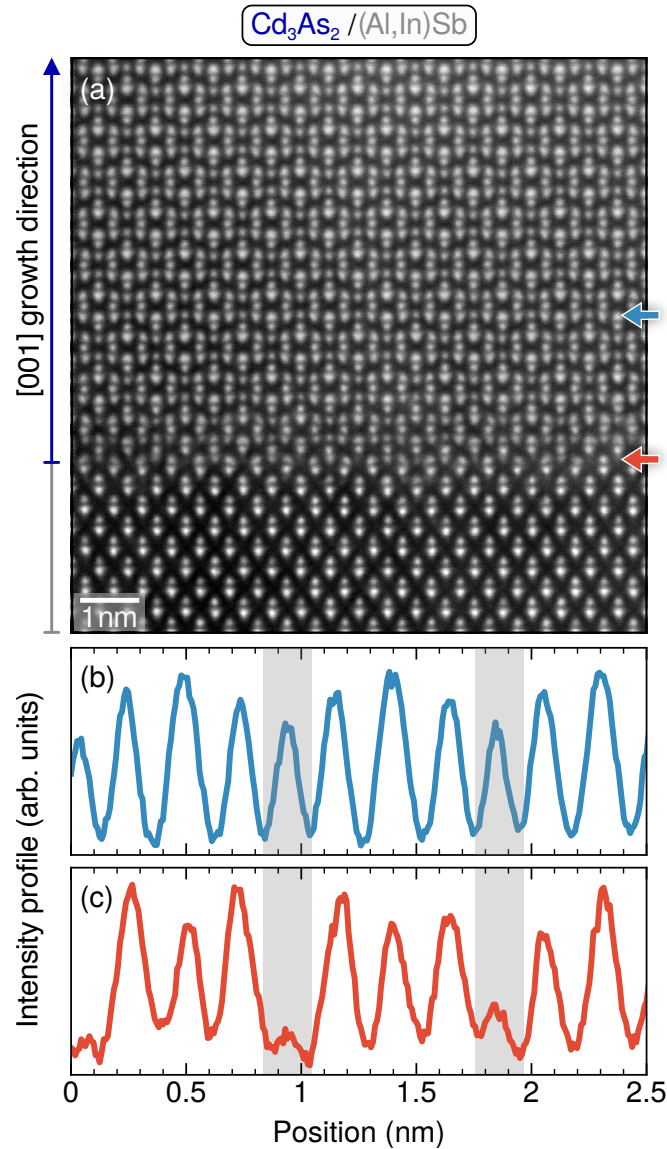 Cd₃As₂ /(Al,In)Sb
(a)
[001] growth direction
1nm
(b)
(c)
Intensity profile (arb. units)
0 0.5 1 1.5 2 2.5
Position (nm)